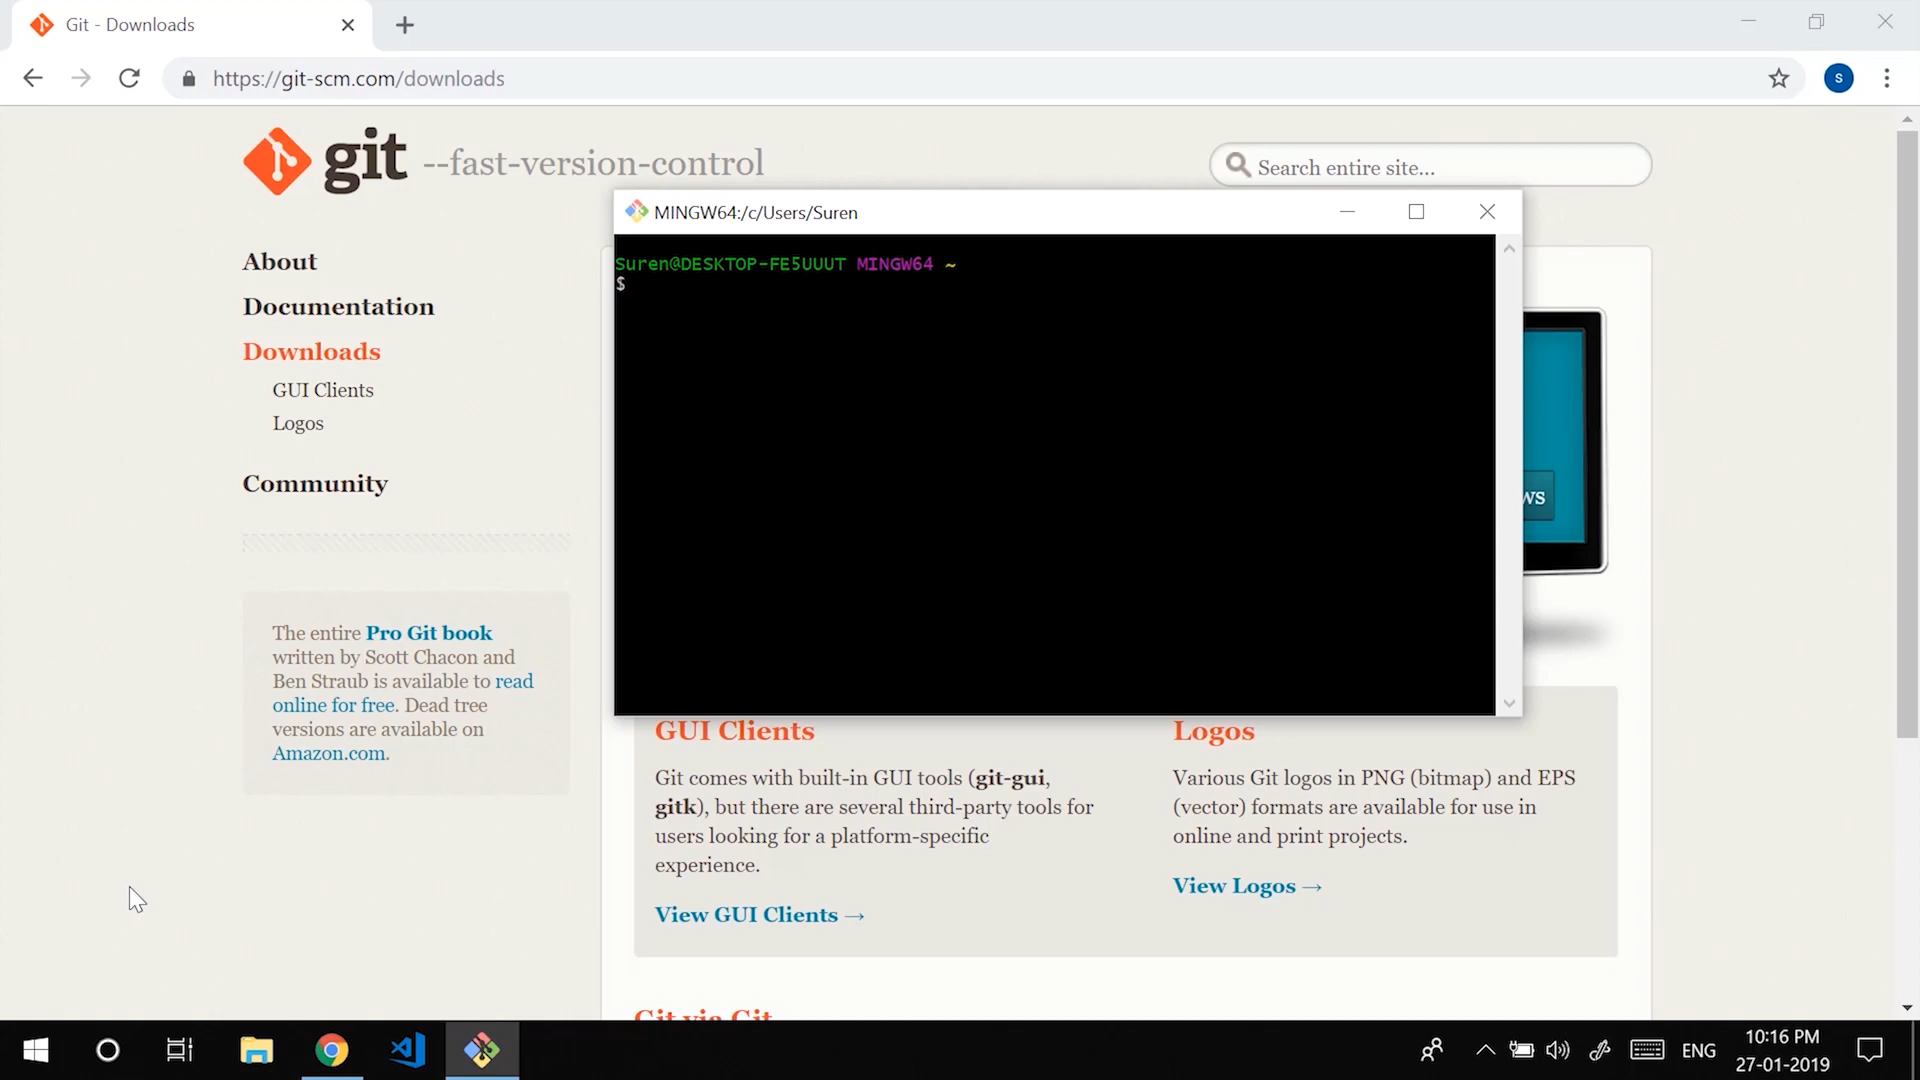 Git - Downloads
https://git-scm.com/downloads
S
git --fast-version-control
Search entire site...
MINGW64:/c/Users/Suren
Suren@DESKTOP-FE5UUUT MINGW64 ~
$
About
Documentation
Downloads
GUI Clients
Logos
Community
The entire Pro Git book
written by Scott Chacon and
Ben Straub is available to read
online for free. Dead tree
versions are available on
Amazon.com.
GUI Clients
Git comes with built-in GUI tools (git-gui,
gitk), but there are several third-party tools for
users looking for a platform-specific
experience.
View GUI Clients →
Logos
Various Git logos in PNG (bitmap) and EPS
(vector) formats are available for use in
online and print projects.
View Logos →
Git via Git
ENG
10:16 PM
27-01-2019